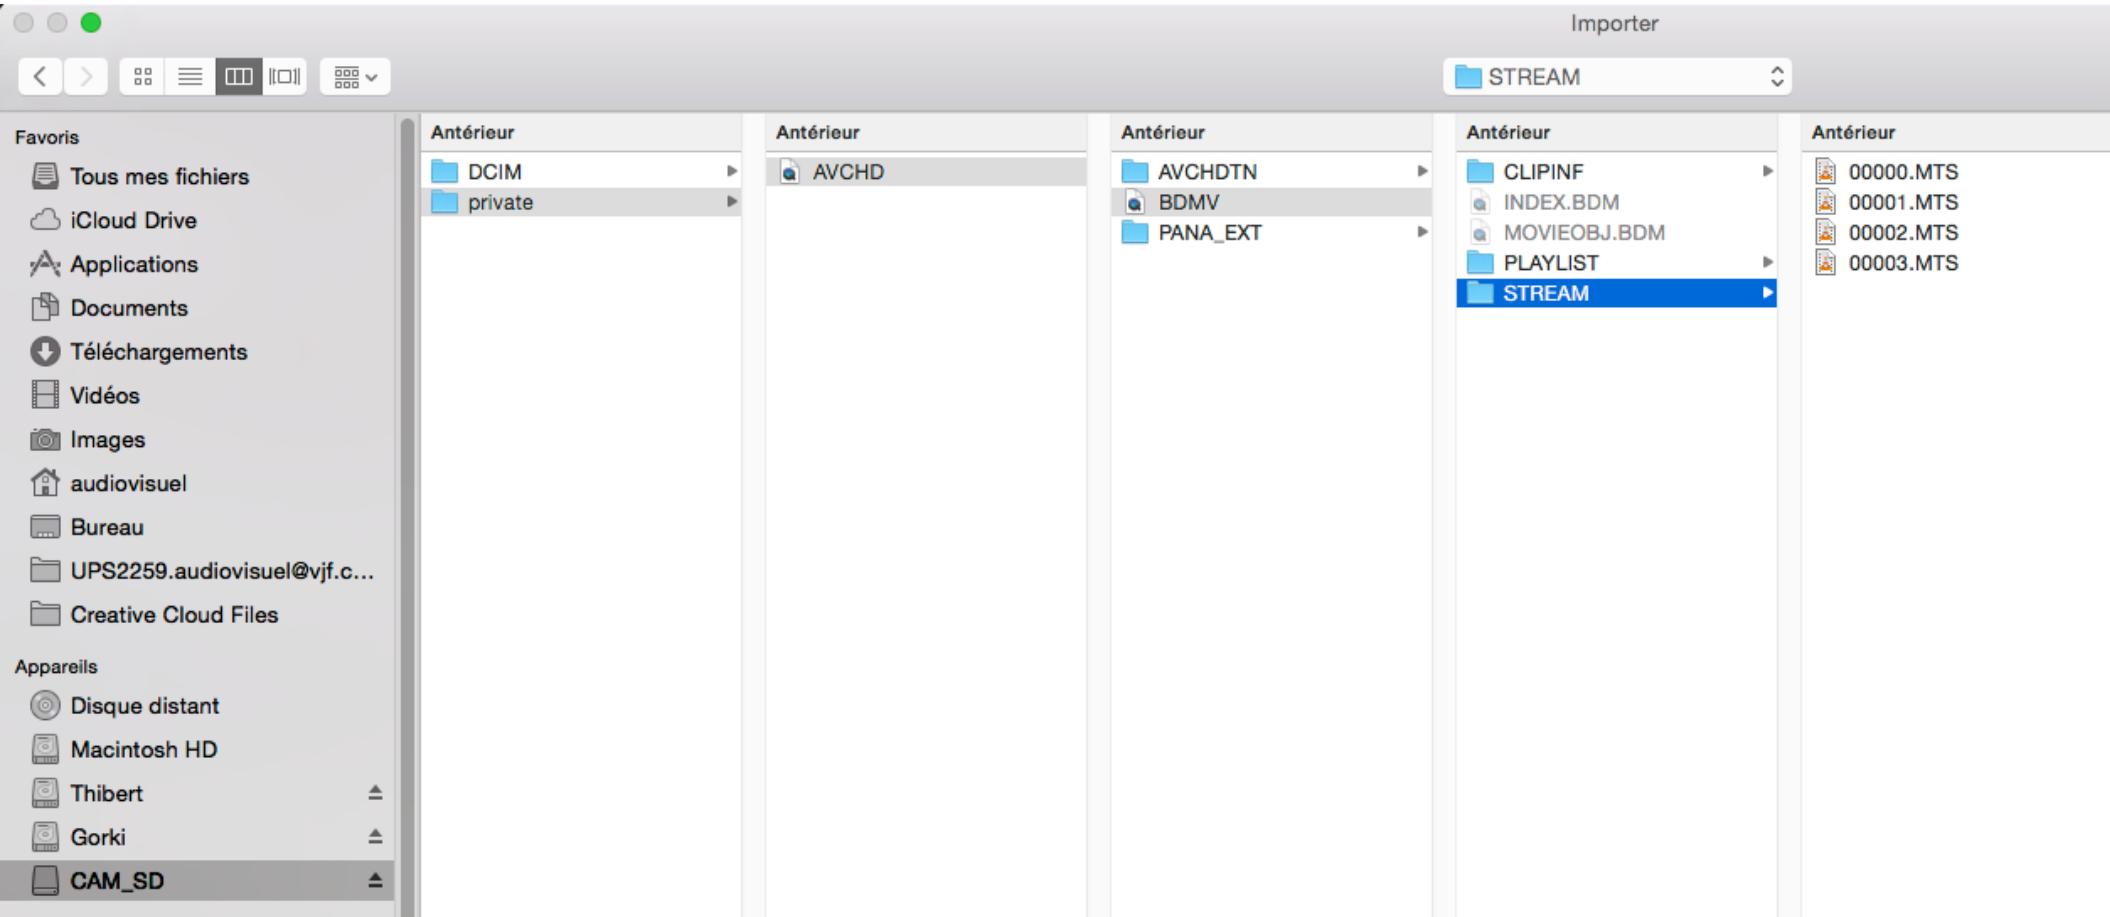 Importer
STREAM
Favoris
Tous mes fichiers
iCloud Drive
Applications
Documents
Téléchargements
Vidéos
Images
audiovisuel
Bureau
UPS2259.audiovisuel@vjf.c...
Creative Cloud Files
Appareils
Disque distant
Macintosh HD
Thibert
Gorki
CAM_SD
Antérieur
DCIM
private
Antérieur
AVCHD
Antérieur
AVCHDTN
BDMV
PANA_EXT
Antérieur
CLIPINF
INDEX.BDM
MOVIEOBJ.BDM
PLAYLIST
STREAM
Antérieur
00000.MTS
00001.MTS
00002.MTS
00003.MTS